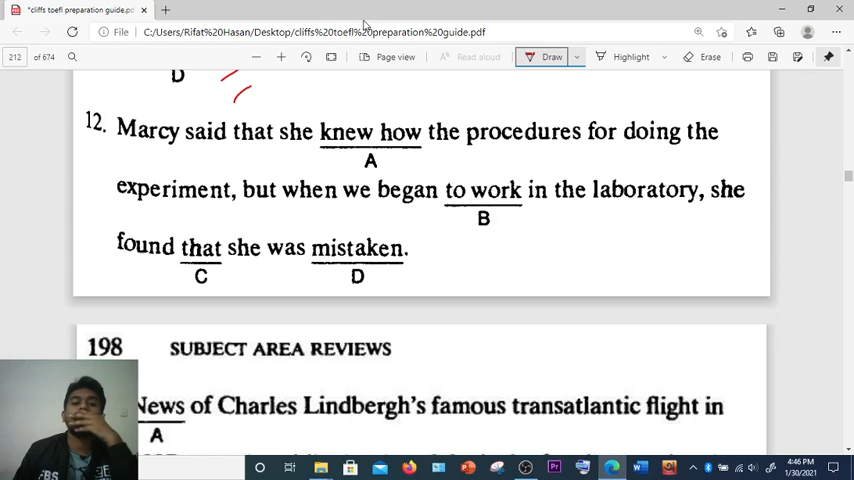 *cliffs toefl preparation guide.pd
File
C:/Users/Rifat%20Hasan/Desktop/cliffs%20toefl%20preparation%20guide.pdf
212 of 674
Page view
Read aloud
Draw
Highlight
Erase
D
12. Marcy said that she knew how the procedures for doing the
A
experiment, but when we began to work in the laboratory, she
B
found that she was mistaken.
C D
198 SUBJECT AREA REVIEWS
News of Charles Lindbergh's famous transatlantic flight in
A
4:46 PM
1/30/2021